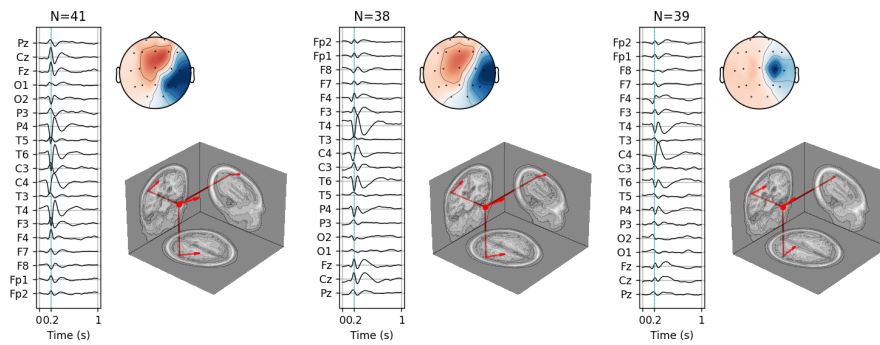 N=41
Pz
Cz
Fz
O1
O2
P3
P4
T5
T6
C3
C4
T3
T4
F3
F4
F7
F8
Fp1
Fp2
00.2 1
Time (s)
N=38
Fp2
Fp1
F8
F7
F4
F3
T4
T3
C4
C3
T6
T5
P4
P3
O2
O1
Fz
Cz
Pz
00.2 1
Time (s)
N=39
Fp2
Fp1
F8
F7
F4
F3
T4
T3
C4
C3
T6
T5
P4
P3
O2
O1
Fz
Cz
Pz
00.2 1
Time (s)